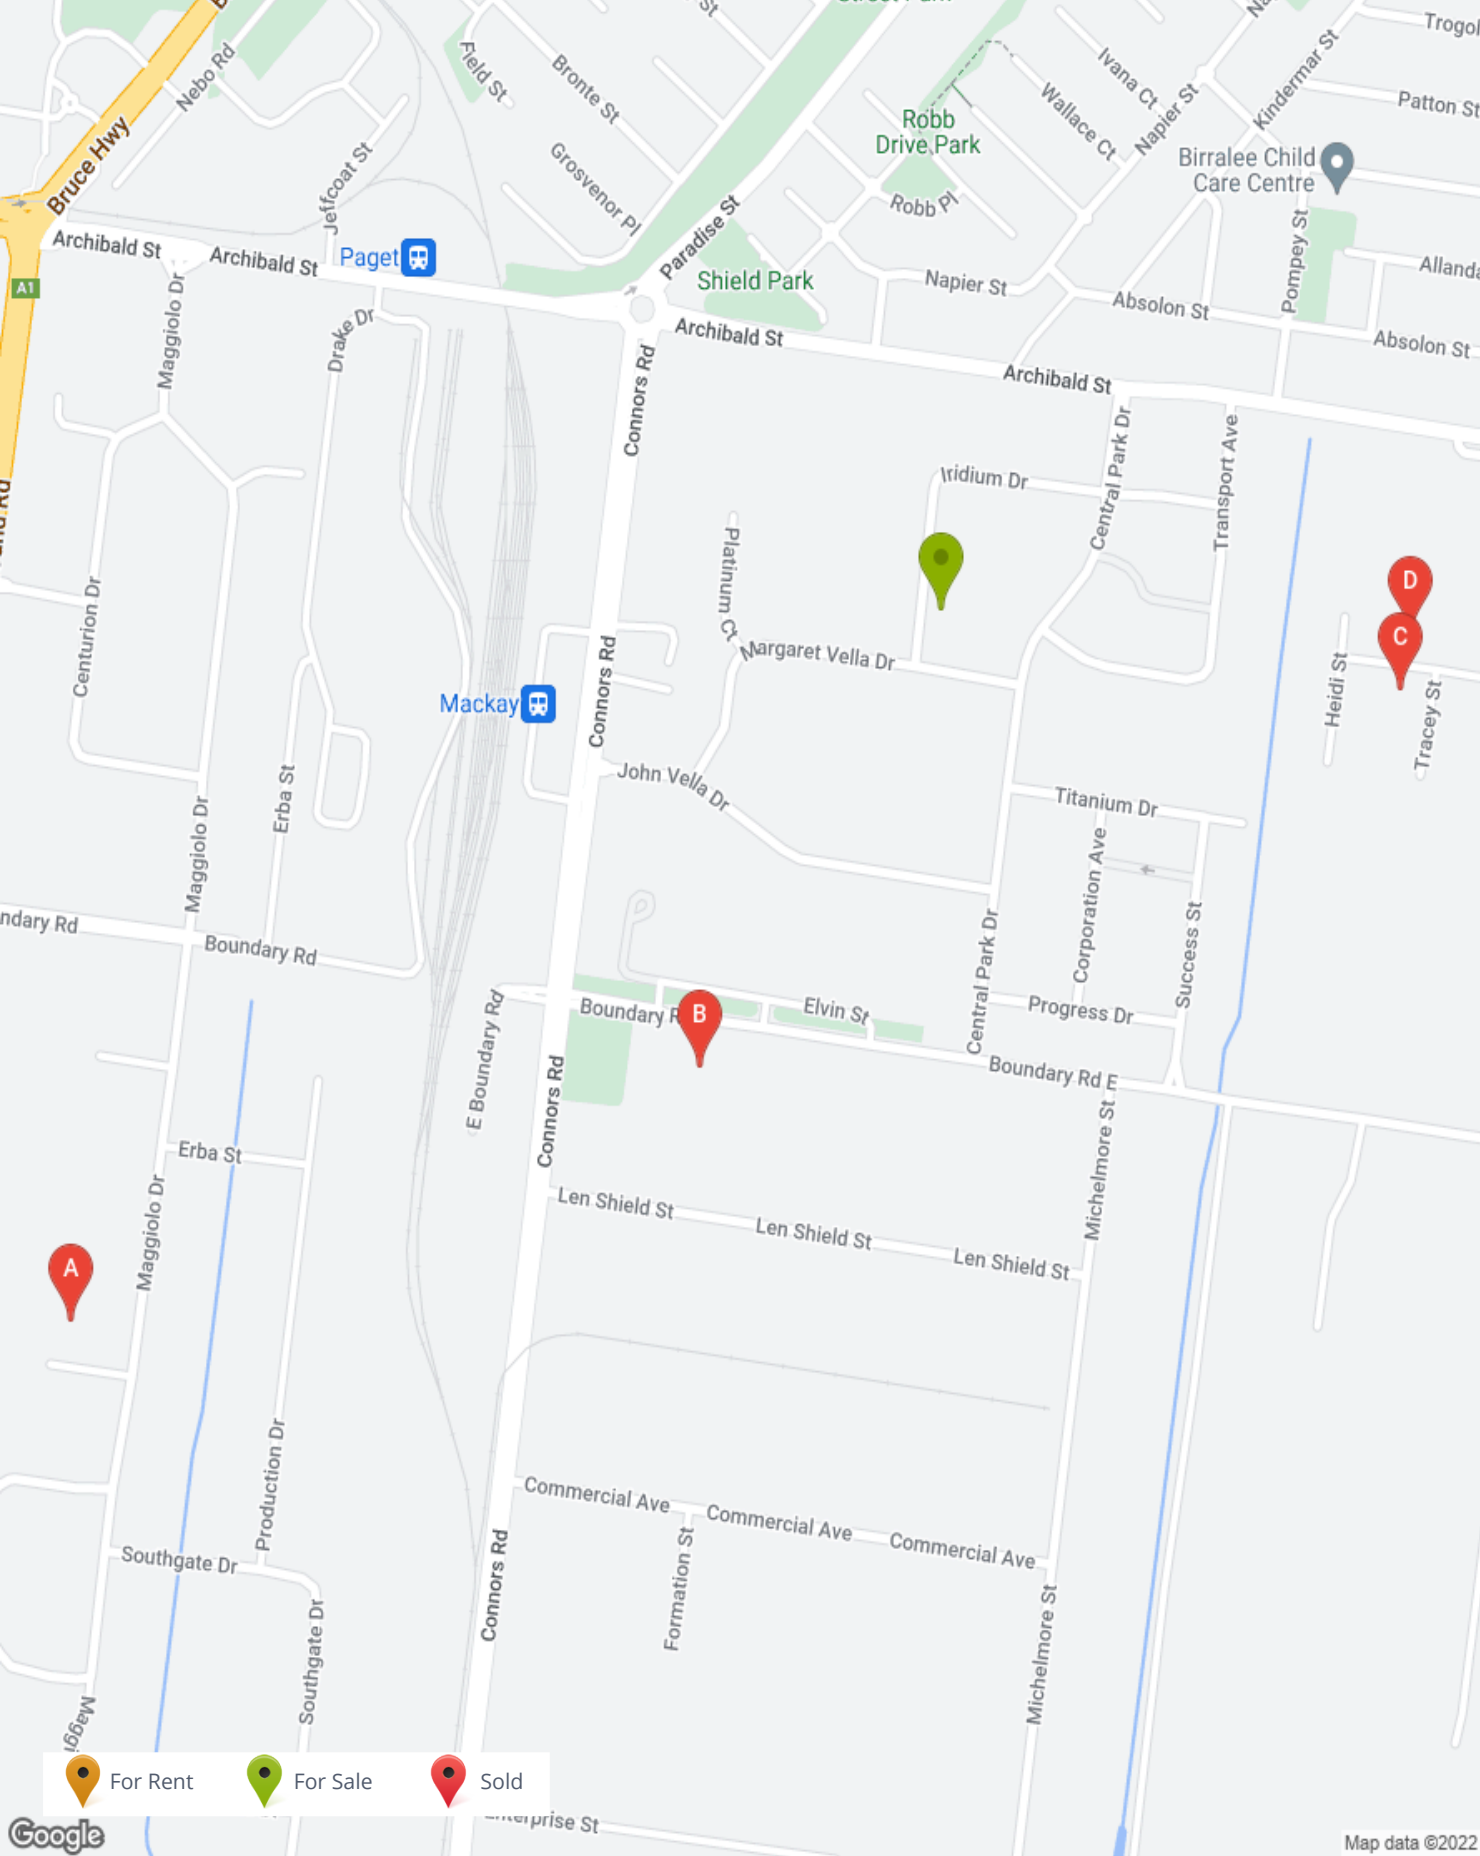 St
Nebo Rd
Field St
Bronte St
Ivana Ct
Wallace Ct
Napier St
Kindermar St
Patton St
Bruce Hwy
Robb
Drive Park
Birralee Child
Care Centre
Grosvenor Pl
Jeffcoat St
Robb Pl
Paradise St
Pompey St
Archibald St
Archibald St
Paget
Shield Park
Napier St
Absolon St
A1
Maggiolo Dr
Drake Dr
Archibald St
Absolon St
Connors Rd
Archibald St
Central Park Dr
Transport Ave
Iridium Dr
Platinum Ct
D
C
Centurion Dr
Margaret Vella Dr
Heidi St
Tracey St
Connors Rd
Mackay
John Vella Dr
Titanium Dr
Erba St
Maggiolo Dr
Corporation Ave
Success St
ndary Rd
Boundary Rd
Central Park Dr
E Boundary Rd
Boundary R
B
Elvin St
Progress Dr
Boundary Rd E
Connors Rd
Michelmore St
Erba St
Maggiolo Dr
Len Shield St
Len Shield St
Len Shield St
A
Production Dr
Commercial Ave
Commercial Ave
Commercial Ave
Southgate Dr
Formation St
Connors Rd
Michelmore St
Southgate Dr
Maggi
For Rent
For Sale
Sold
Enterprise St
Google
Map data ©2022